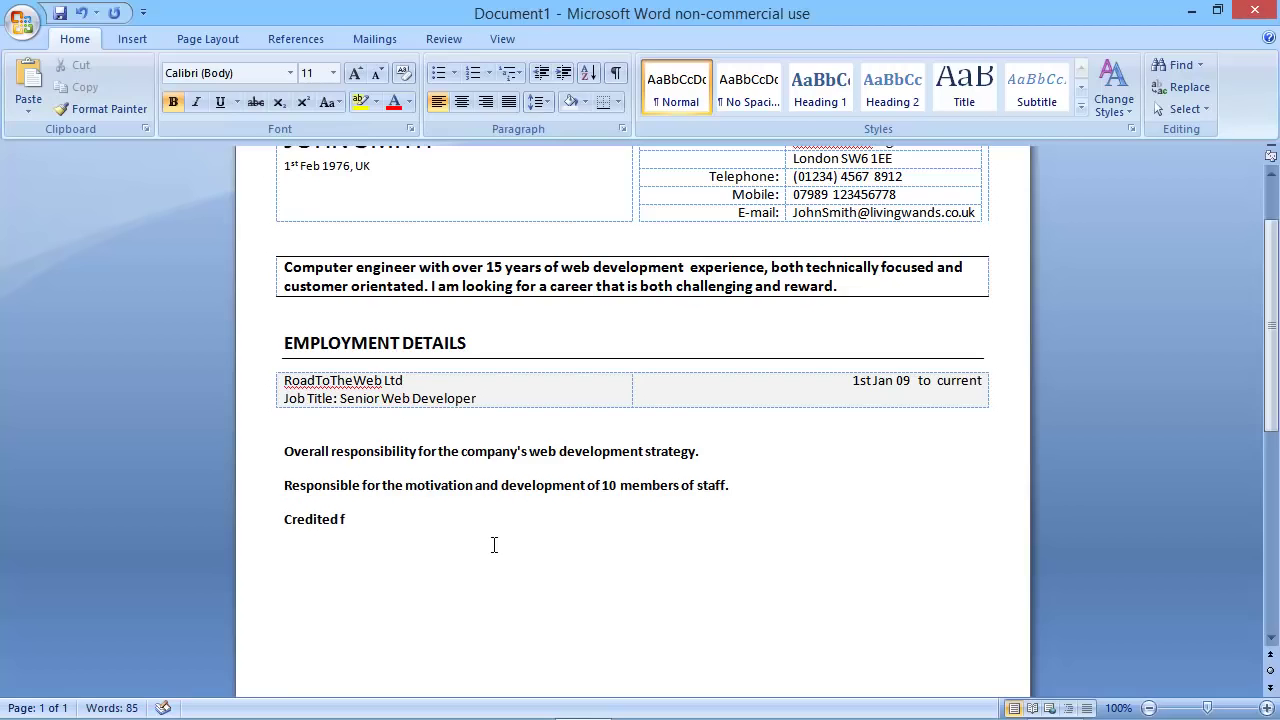 Document1 - Microsoft Word non-commercial use
Home Insert Page Layout References Mailings Review View
Paste
Cut
Copy
Format Painter
Clipboard
Calibri (Body) 11
Font
Paragraph
AaBbCcDc AaBbCcDc AaBbC AaBbCc AaB AaBbCc.
¶ Normal ¶ No Spaci... Heading 1 Heading 2 Title Subtitle
Change
Styles
Styles
Find
Replace
Select
Editing
1st Feb 1976, UK
London SW6 1EE
Telephone: (01234) 4567 8912
Mobile: 07989 123456778
E-mail: JohnSmith@livingwands.co.uk
Computer engineer with over 15 years of web development experience, both technically focused and
customer orientated. I am looking for a career that is both challenging and reward.
EMPLOYMENT DETAILS
RoadToTheWeb Ltd 1st Jan 09 to current
Job Title: Senior Web Developer
Overall responsibility for the company's web development strategy.
Responsible for the motivation and development of 10 members of staff.
Credited f
Page: 1 of 1 Words: 85 100%